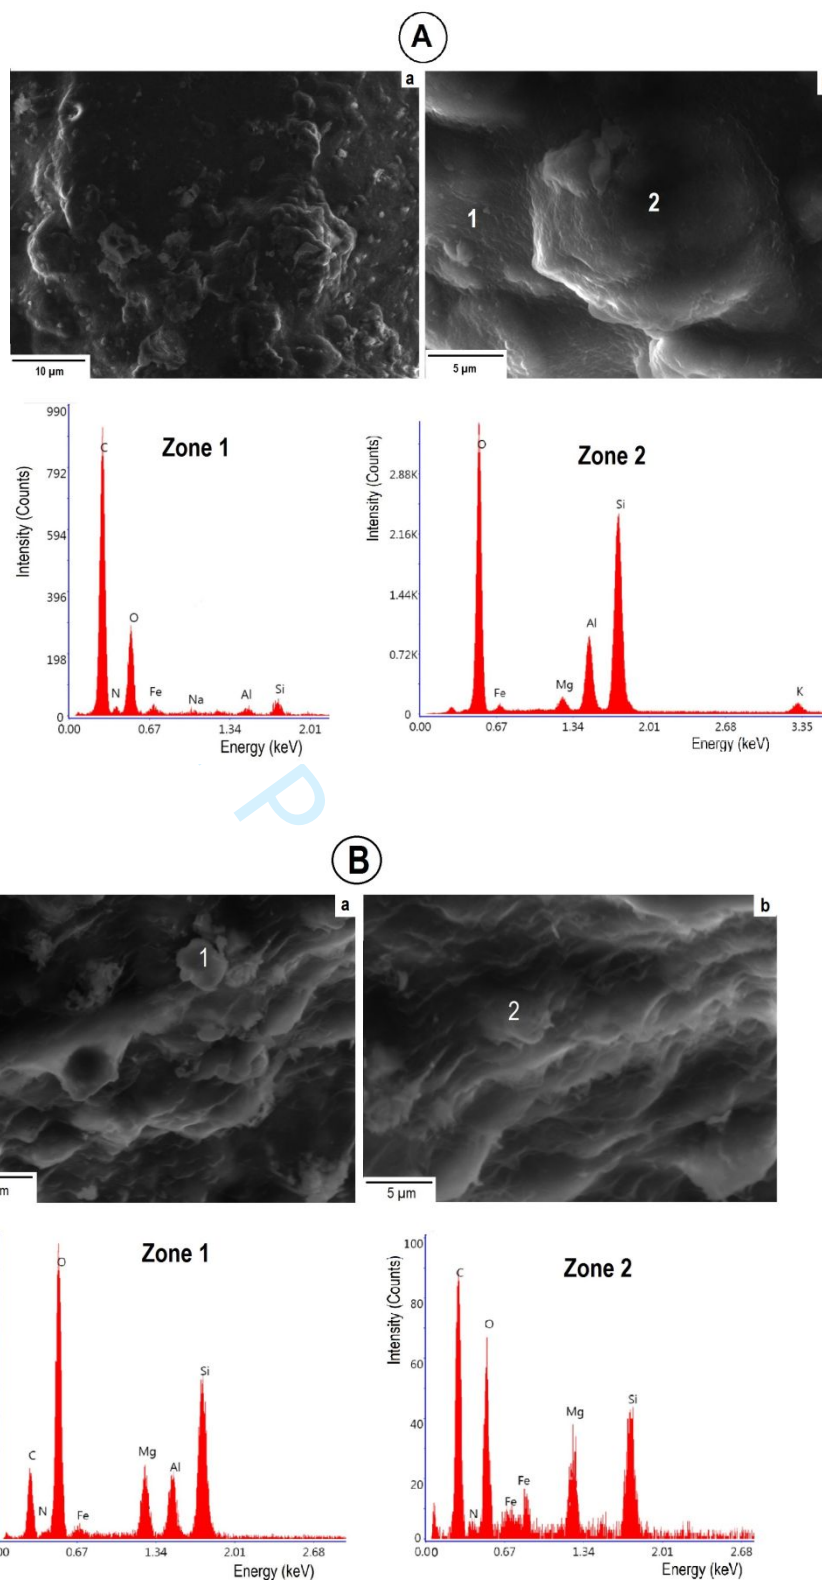 A
a
1
2
10 µm
5 µm
990
792
594
396
198
0
Intensity (Counts)
Zone 1
C
N
O
Fe
Na
Al
Si
0.00 0.67 1.34 2.01
Energy (keV)
2.88K
2.16K
1.44K
0.72K
0
Intensity (Counts)
Zone 2
O
Fe
Mg
Al
Si
K
0.00 0.67 1.34 2.01 2.68 3.35
Energy (keV)
P
B
a
1
m
b
2
5 µm
Zone 1
C
N
O
Fe
Mg
Al
Si
00 0.67 1.34 2.01 2.68
Energy (keV)
100
80
60
40
20
0
Intensity (Counts)
Zone 2
C
N
O
Fe
Fe
Mg
Si
0.00 0.67 1.34 2.01 2.68
Energy (keV)